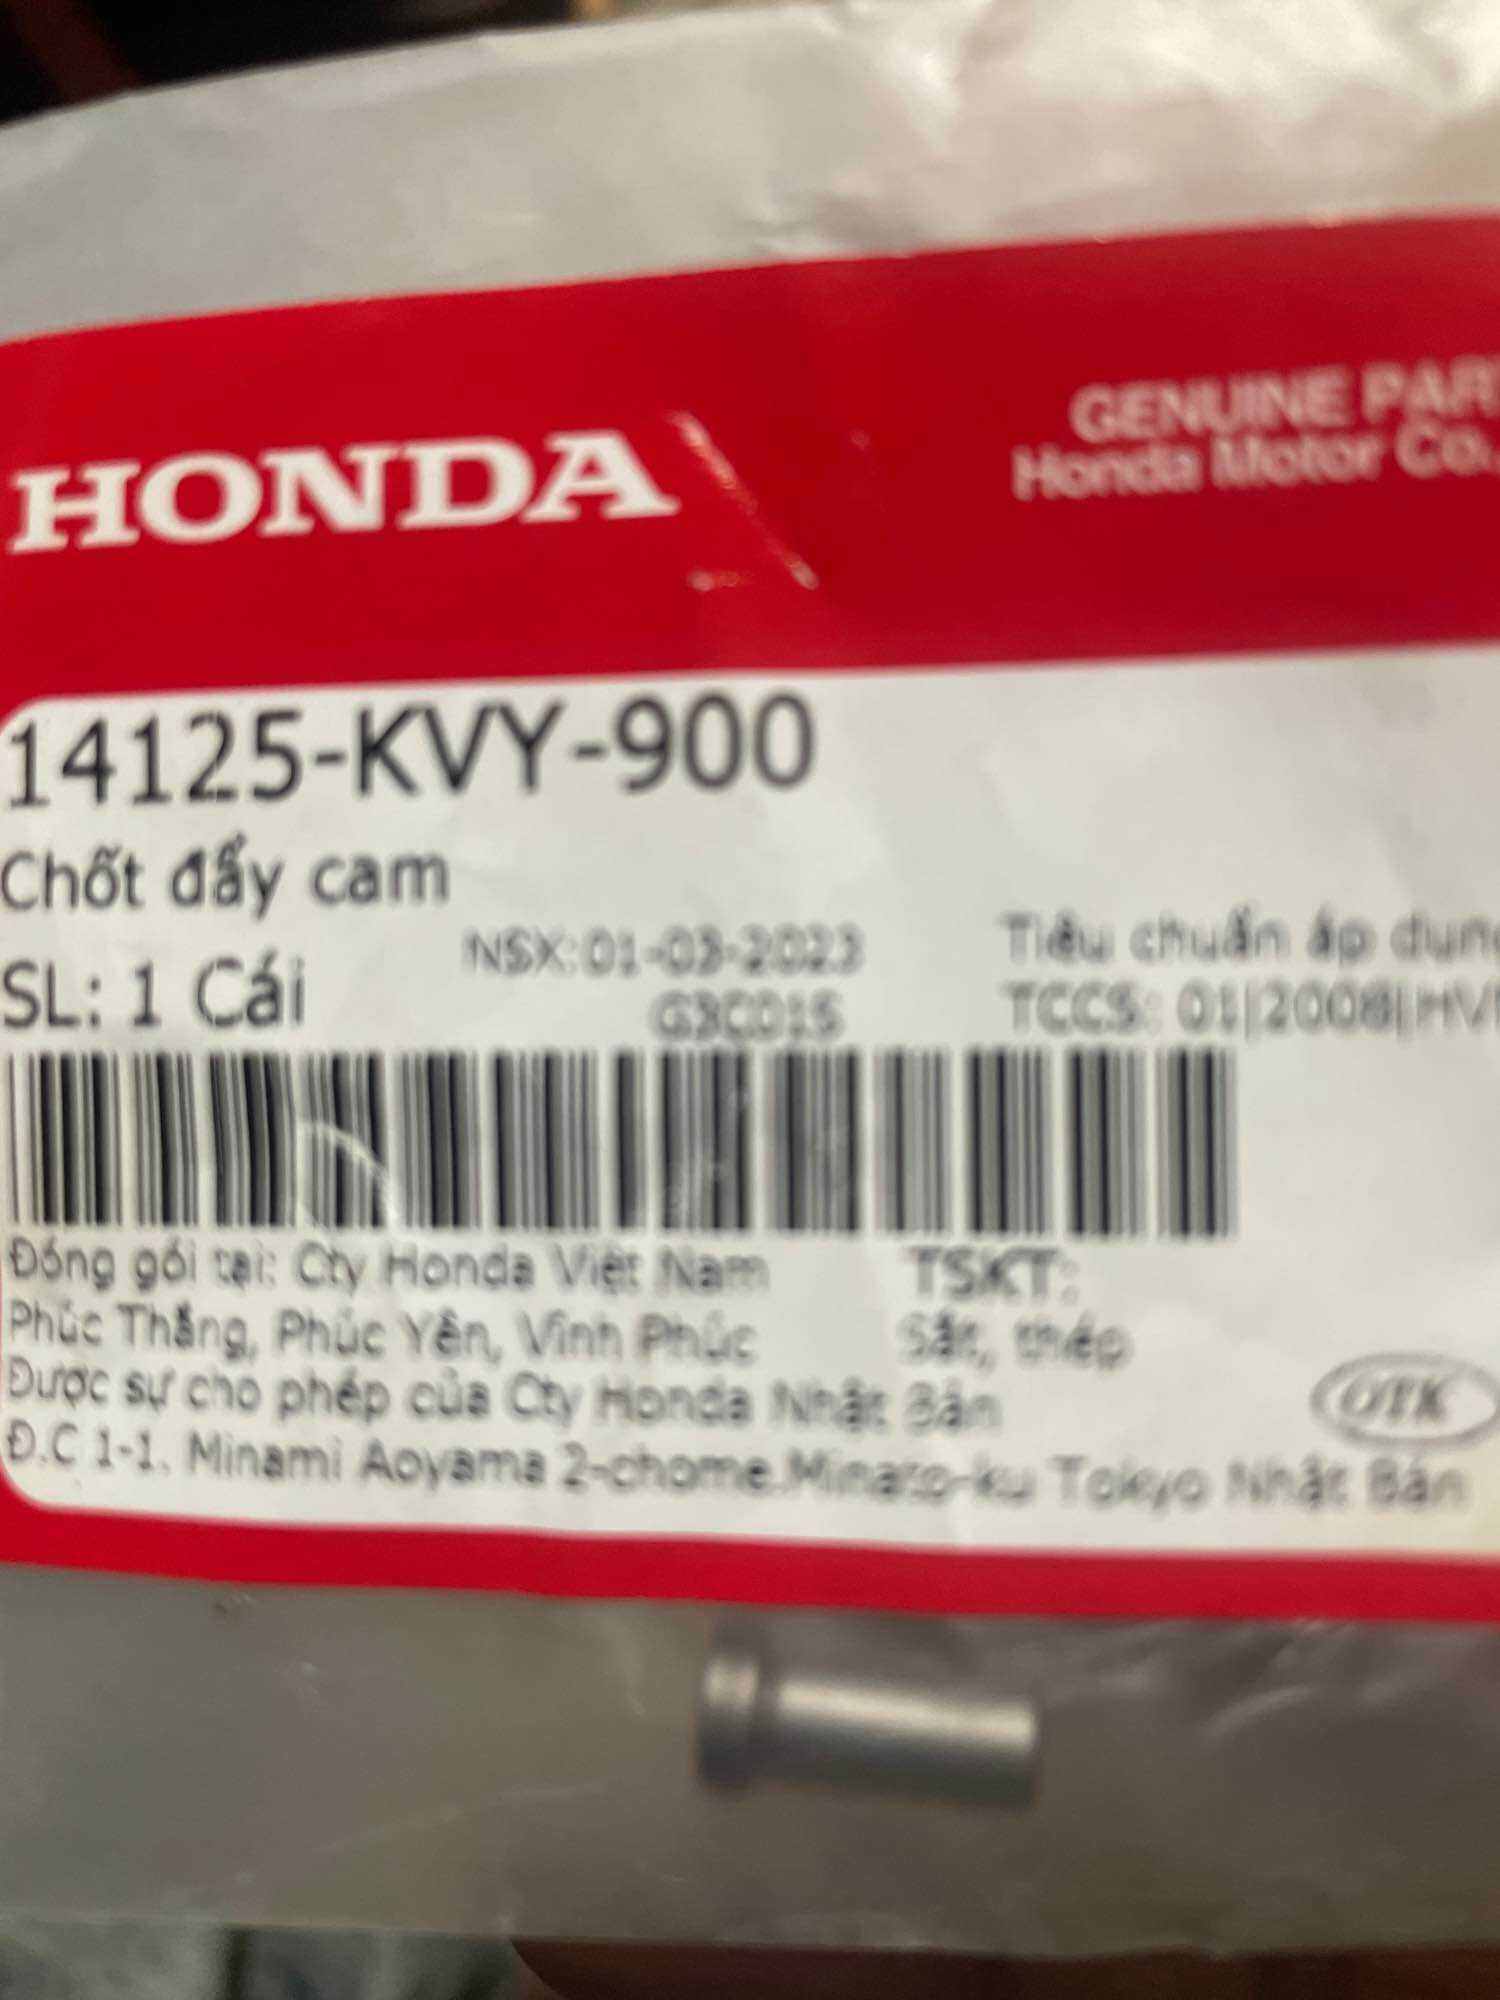 HONDA
GENUINE PAR
Honda Motor Co.,
14125-KVY-900
Chốt đẩy cam
SL: 1 Cái
NSX:01-03-2023
G3C01S
Tiêu chuẩn áp dụng
TCCS: 01|2008|HV
Đóng gói tại: Cty Honda Việt Nam
Phúc Thắng, Phúc Yên, Vĩnh Phúc
Được sự cho phép của Cty Honda Nhật Bản
Đ.C 1-1. Minami Aoyama 2-chome.Minato-ku Tokyo Nhật Bản
TSKT:
Sắt, thép
OTK